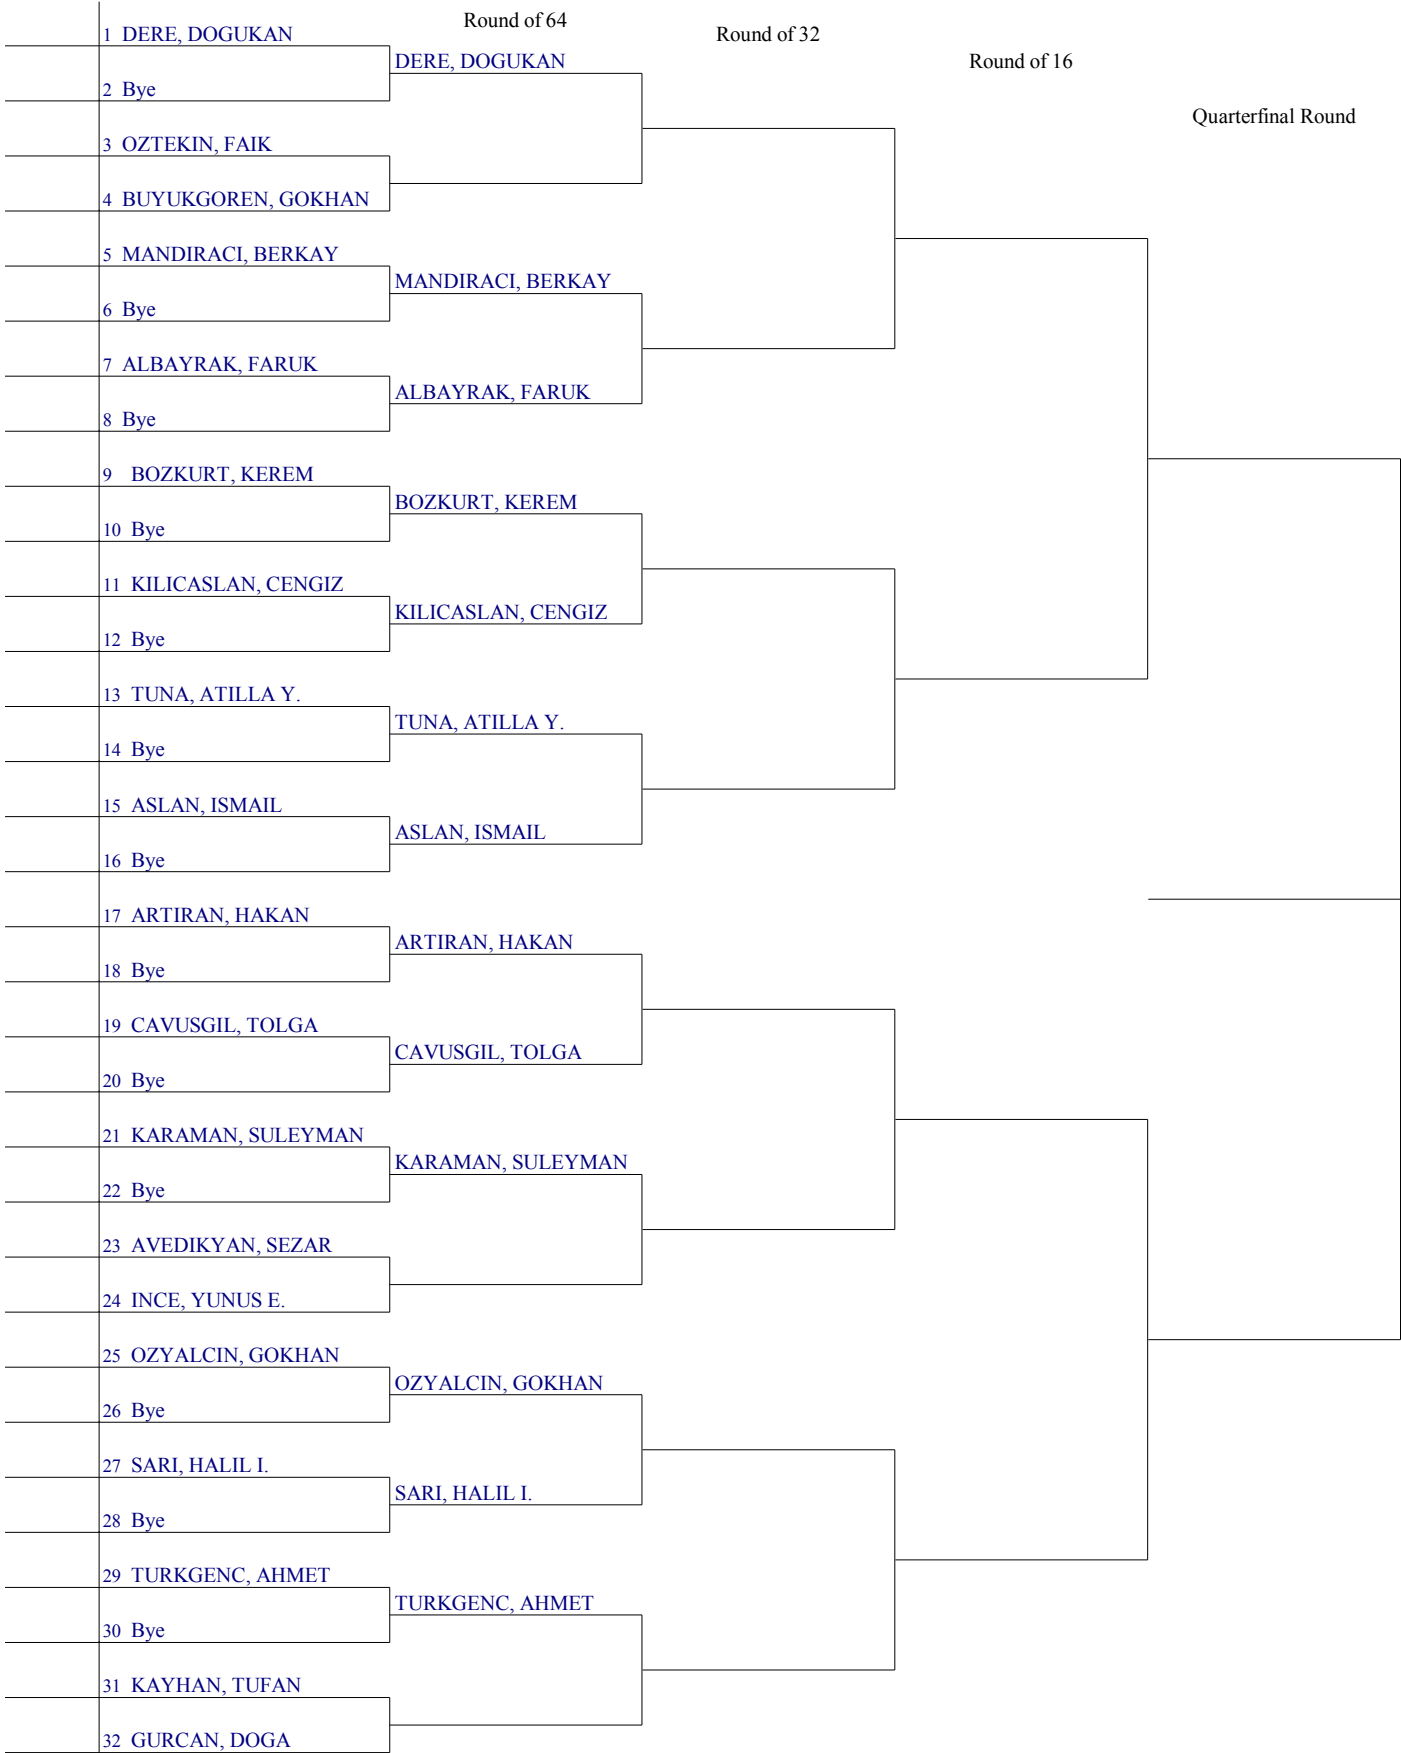 Round of 64
Round of 32
Round of 16
Quarterfinal Round
1 DERE, DOGUKAN
2 Bye
3 OZTEKIN, FAIK
4 BUYUKGOREN, GOKHAN
5 MANDIRACI, BERKAY
6 Bye
7 ALBAYRAK, FARUK
8 Bye
9 BOZKURT, KEREM
10 Bye
11 KILICASLAN, CENGIZ
12 Bye
13 TUNA, ATILLA Y.
14 Bye
15 ASLAN, ISMAIL
16 Bye
17 ARTIRAN, HAKAN
18 Bye
19 CAVUSGIL, TOLGA
20 Bye
21 KARAMAN, SULEYMAN
22 Bye
23 AVEDIKYAN, SEZAR
24 INCE, YUNUS E.
25 OZYALCIN, GOKHAN
26 Bye
27 SARI, HALIL I.
28 Bye
29 TURKGENC, AHMET
30 Bye
31 KAYHAN, TUFAN
32 GURCAN, DOGA
DERE, DOGUKAN
MANDIRACI, BERKAY
ALBAYRAK, FARUK
BOZKURT, KEREM
KILICASLAN, CENGIZ
TUNA, ATILLA Y.
ASLAN, ISMAIL
ARTIRAN, HAKAN
CAVUSGIL, TOLGA
KARAMAN, SULEYMAN
OZYALCIN, GOKHAN
SARI, HALIL I.
TURKGENC, AHMET